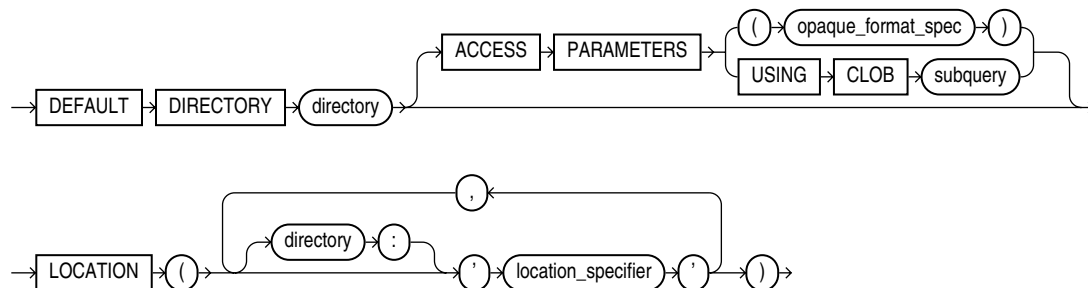 ACCESS PARAMETERS ( opaque_format_spec )
USING CLOB subquery
DEFAULT DIRECTORY directory
,
directory :
LOCATION ( ' location_specifier ' )